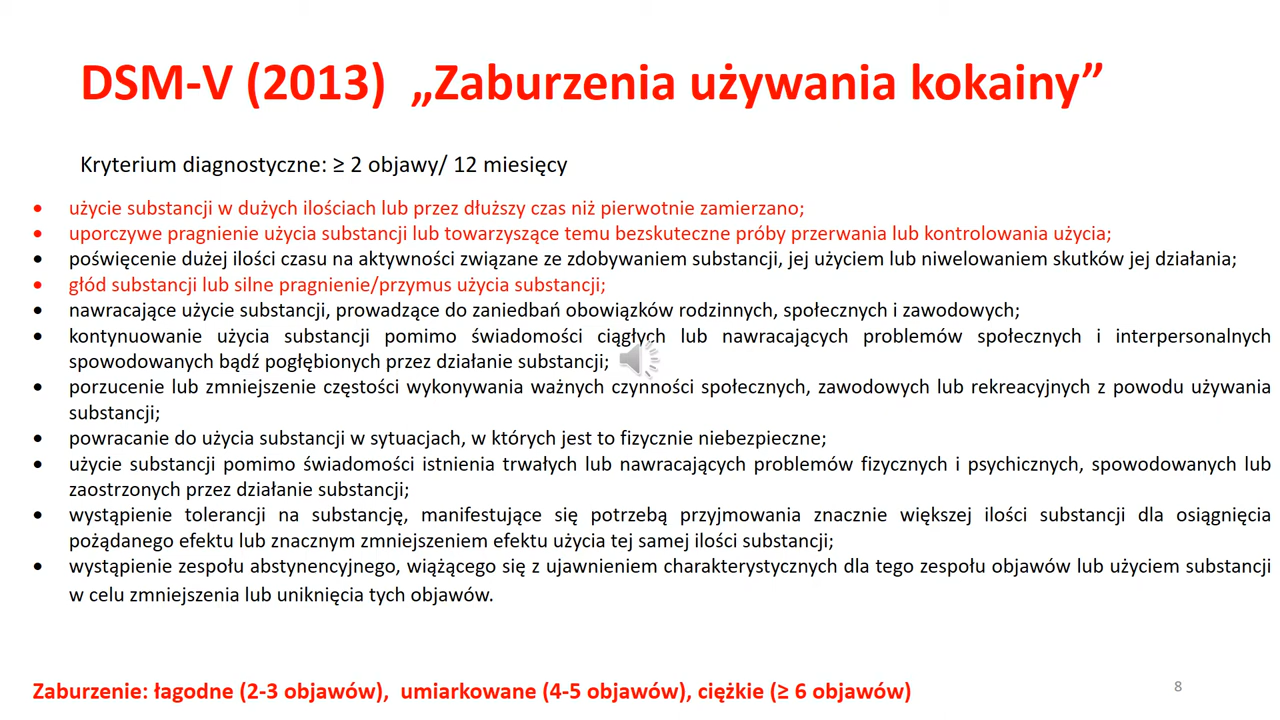 DSM-V (2013) „Zaburzenia używania kokainy”
Kryterium diagnostyczne: ≥ 2 objawy/ 12 miesięcy
• użycie substancji w dużych ilościach lub przez dłuższy czas niż pierwotnie zamierzano;
• uporczywe pragnienie użycia substancji lub towarzyszące temu bezskuteczne próby przerwania lub kontrolowania użycia;
• poświęcenie dużej ilości czasu na aktywności związane ze zdobywaniem substancji, jej użyciem lub niwelowaniem skutków jej działania;
• głód substancji lub silne pragnienie/przymus użycia substancji;
• nawracające użycie substancji, prowadzące do zaniedbań obowiązków rodzinnych, społecznych i zawodowych;
• kontynuowanie użycia substancji pomimo świadomości ciągłych lub nawracających problemów społecznych i interpersonalnych
spowodowanych bądź pogłębionych przez działanie substancji;
• porzucenie lub zmniejszenie częstości wykonywania ważnych czynności społecznych, zawodowych lub rekreacyjnych z powodu używania
substancji;
• powracanie do użycia substancji w sytuacjach, w których jest to fizycznie niebezpieczne;
• użycie substancji pomimo świadomości istnienia trwałych lub nawracających problemów fizycznych i psychicznych, spowodowanych lub
zaostrzonych przez działanie substancji;
• wystąpienie tolerancji na substancję, manifestujące się potrzebą przyjmowania znacznie większej ilości substancji dla osiągnięcia
pożądanego efektu lub znacznym zmniejszeniem efektu użycia tej samej ilości substancji;
• wystąpienie zespołu abstynencyjnego, wiążącego się z ujawnieniem charakterystycznych dla tego zespołu objawów lub użyciem substancji
w celu zmniejszenia lub uniknięcia tych objawów.
Zaburzenie: łagodne (2-3 objawów), umiarkowane (4-5 objawów), ciężkie (≥ 6 objawów)
8